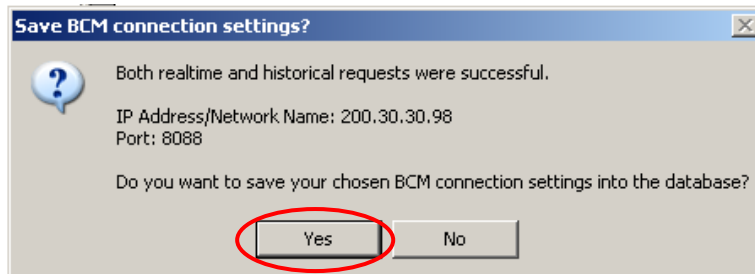 Save BCM connection settings?
Both realtime and historical requests were successful.
IP Address/Network Name: 200.30.30.98
Port: 8088
Do you want to save your chosen BCM connection settings into the database?
Yes No